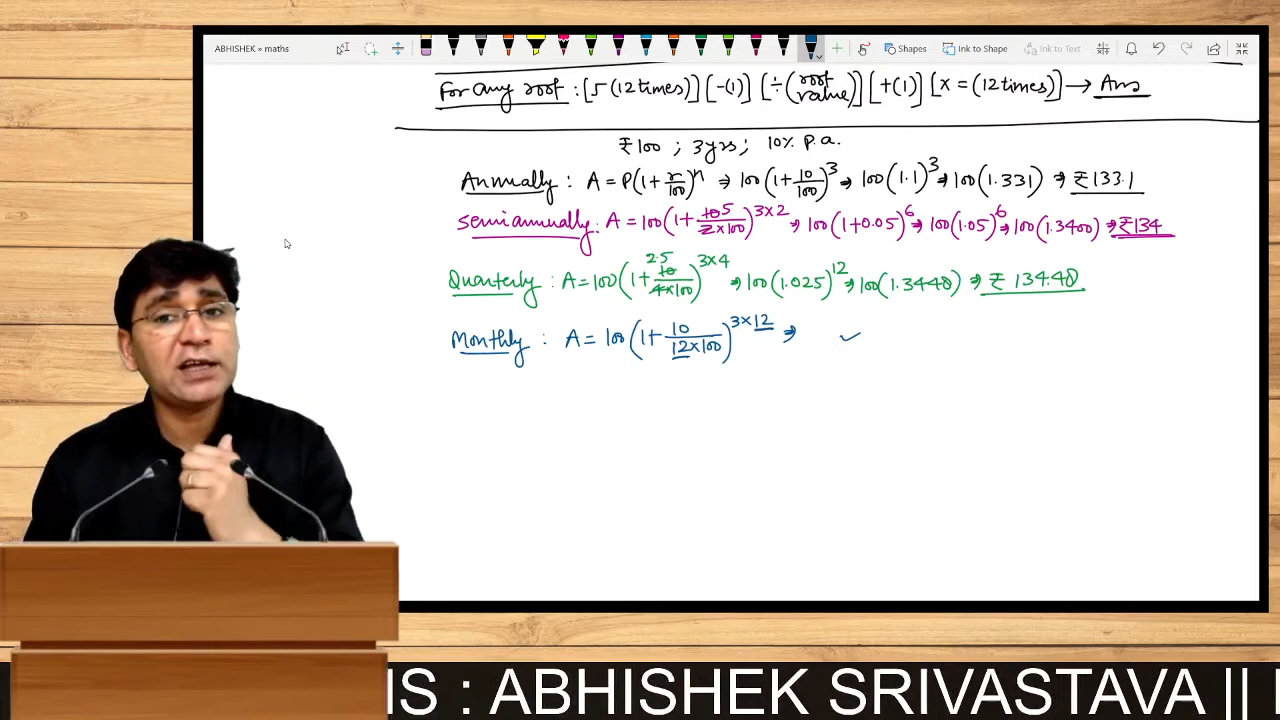 ABHISHEK » maths
Shapes
Ink to Shape
Ink to Text
For any root : [√ (12 times)] [-(1)] [÷(root value)] [+(1)] [x = (12 times)] → Ans
₹100 ; 3yrs; 10% p.a.
Annually : A = P(1+r/100)^n ⇒ 100(1+10/100)^3 ⇒ 100(1.1)^3 ⇒ 100(1.331) ⇒ ₹133.1
semiannually : A = 100(1+10 5/2×100)^3×2 ⇒ 100(1+0.05)^6 ⇒ 100(1.05)^6 ⇒ 100(1.3400) ⇒ ₹134
Quarterly : A = 100(1+2.5 10/4×100)^3×4 ⇒ 100(1.025)^12 ⇒ 100(1.3448) ⇒ ₹134.48
Monthly : A = 100(1+10/12×100)^3×12 ⇒ ✓
S : ABHISHEK SRIVASTAVA ||